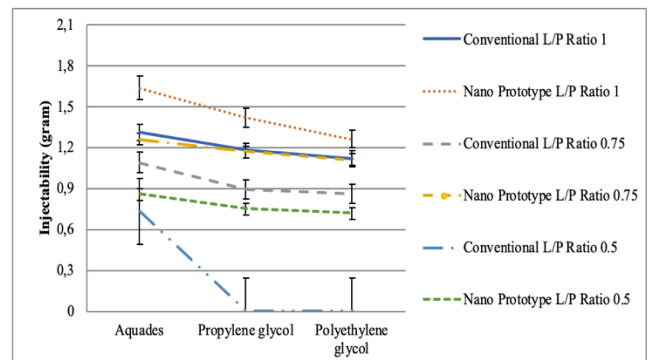 2,1
1,8
1,5
1,2
0,9
0,6
0,3
0
Injectability (gram)
Aquades
Propylene glycol
Polyethylene
glycol
Conventional L/P Ratio 1
Nano Prototype L/P Ratio 1
Conventional L/P Ratio 0.75
Nano Prototype L/P Ratio 0.75
Conventional L/P Ratio 0.5
Nano Prototype L/P Ratio 0.5